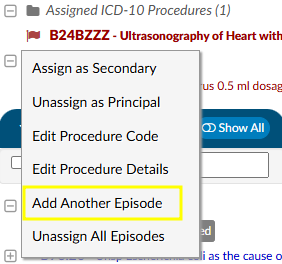 Assigned ICD-10 Procedures (1)
B24BZZZ - Ultrasonography of Heart with
Assign as Secondary
Unassign as Principal
rus 0.5 ml dosag
Edit Procedure Code
Show All
Edit Procedure Details
Add Another Episode
Unassign All Episodes
ed
as the cause o